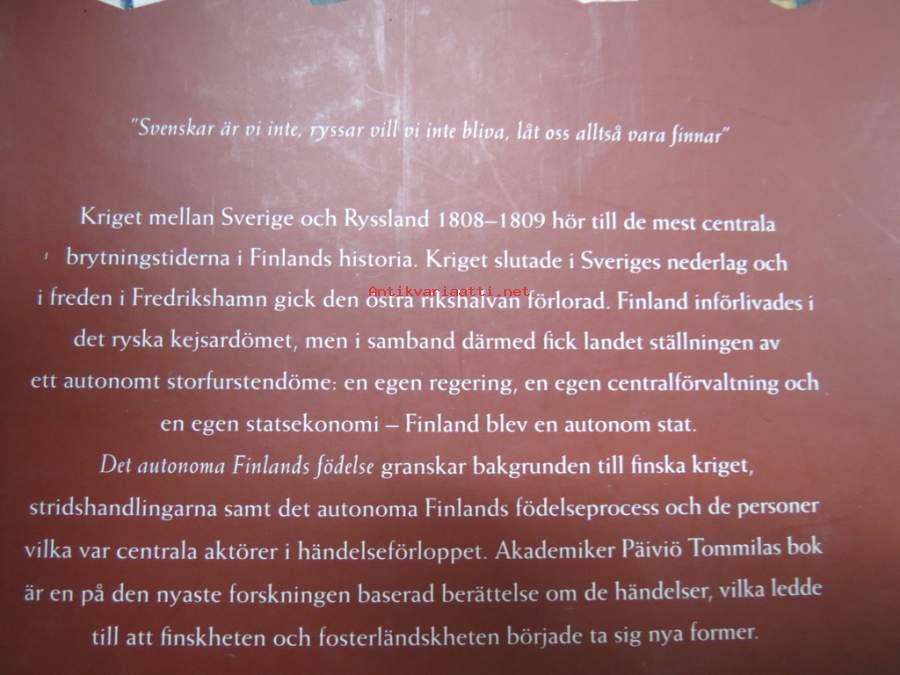 "Svenskar är vi inte, ryssar vill vi inte bliva, låt oss alltså vara finnar"
Kriget mellan Sverige och Ryssland 1808–1809 hör till de mest centrala
brytningstiderna i Finlands historia. Kriget slutade i Sveriges nederlag och
Antikvariaatti.net
i freden i Fredrikshamn gick den östra rikshalvan förlorad. Finland införlivades i
det ryska kejsardömet, men i samband därmed fick landet ställningen av
ett autonomt storfurstendöme: en egen regering, en egen centralförvaltning och
en egen statsekonomi – Finland blev en autonom stat.
Det autonoma Finlands födelse granskar bakgrunden till finska kriget,
stridshandlingarna samt det autonoma Finlands födelseprocess och de personer
vilka var centrala aktörer i händelseförloppet. Akademiker Päiviö Tommilas bok
är en på den nyaste forskningen baserad berättelse om de händelser, vilka ledde
till att finskheten och fosterländskheten började ta sig nya former.